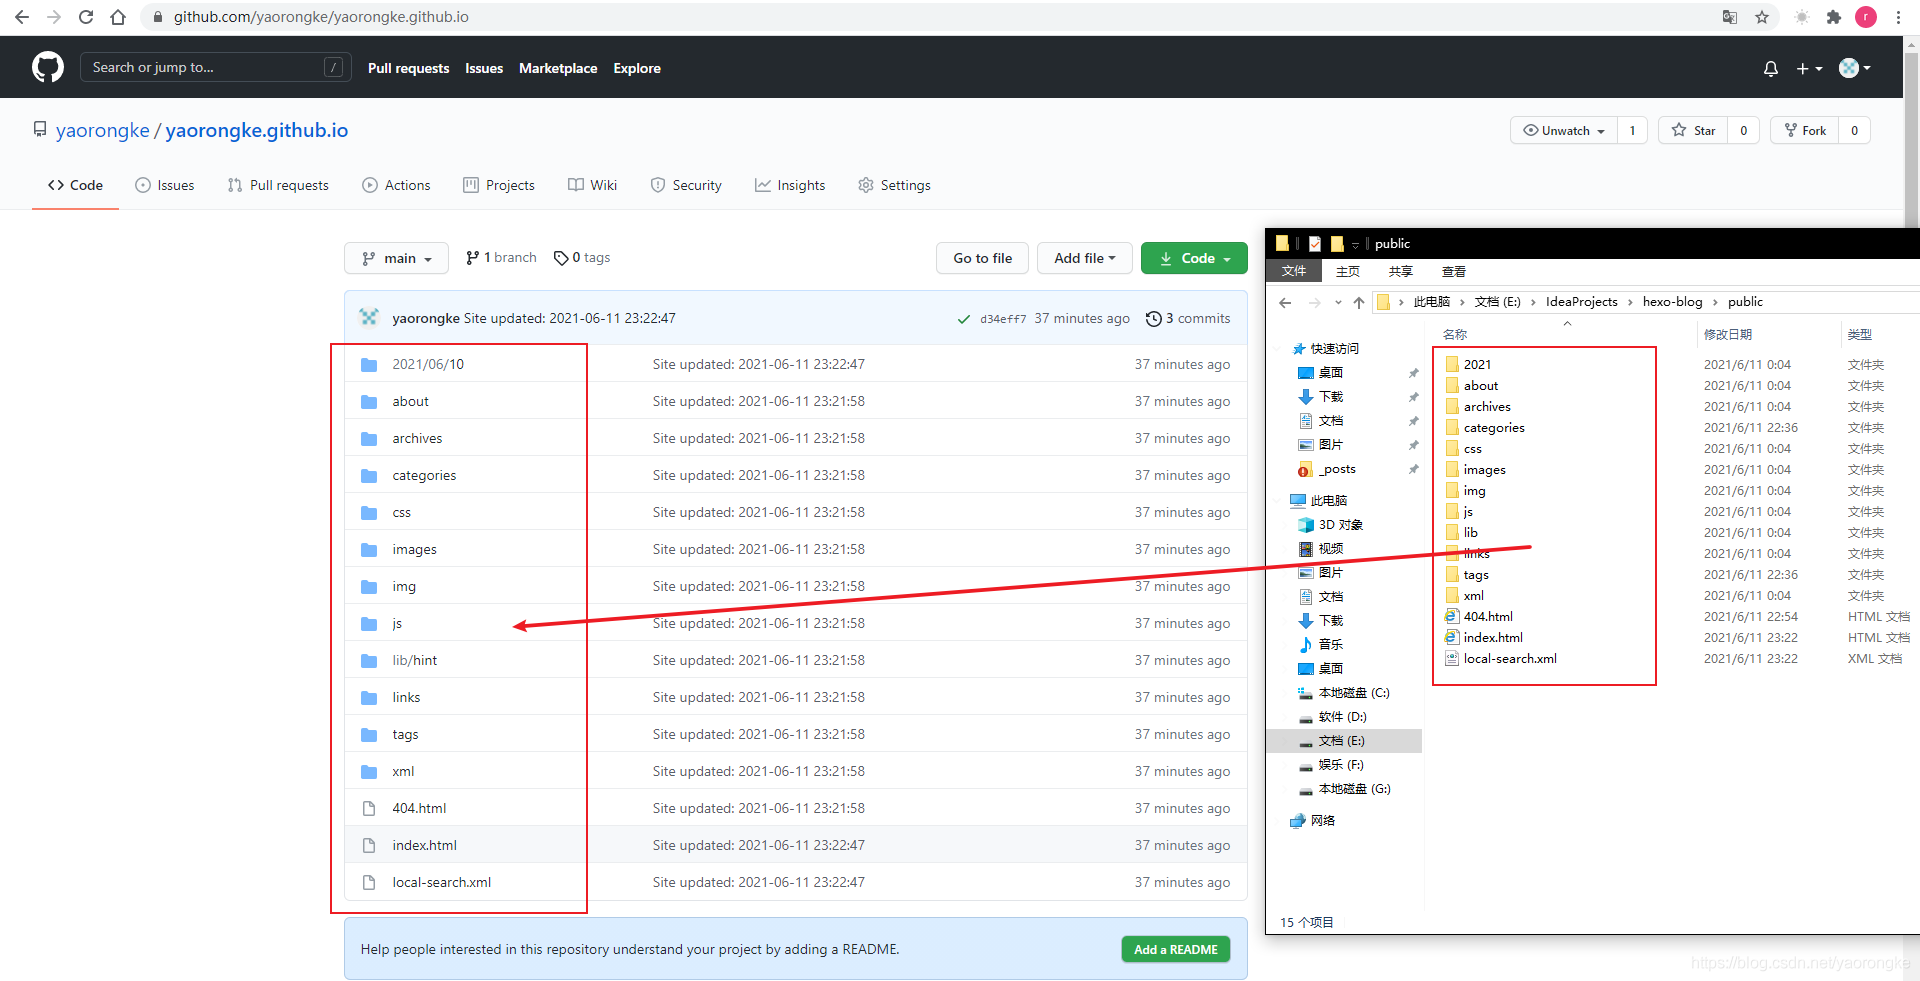 github.com/yaorongke/yaorongke.github.io
r
Search or jump to... /
Pull requests Issues Marketplace Explore
yaorongke / yaorongke.github.io
Unwatch 1 Star 0 Fork 0
Code Issues Pull requests Actions Projects Wiki Security Insights Settings
main 1 branch 0 tags Go to file Add file Code
yaorongke Site updated: 2021-06-11 23:22:47 d34eff7 37 minutes ago 3 commits
2021/06/10 Site updated: 2021-06-11 23:22:47 37 minutes ago
about Site updated: 2021-06-11 23:21:58 37 minutes ago
archives Site updated: 2021-06-11 23:21:58 37 minutes ago
categories Site updated: 2021-06-11 23:21:58 37 minutes ago
css Site updated: 2021-06-11 23:21:58 37 minutes ago
images Site updated: 2021-06-11 23:21:58 37 minutes ago
img Site updated: 2021-06-11 23:21:58 37 minutes ago
js Site updated: 2021-06-11 23:21:58 37 minutes ago
lib/hint Site updated: 2021-06-11 23:21:58 37 minutes ago
links Site updated: 2021-06-11 23:21:58 37 minutes ago
tags Site updated: 2021-06-11 23:21:58 37 minutes ago
xml Site updated: 2021-06-11 23:21:58 37 minutes ago
404.html Site updated: 2021-06-11 23:21:58 37 minutes ago
index.html Site updated: 2021-06-11 23:22:47 37 minutes ago
local-search.xml Site updated: 2021-06-11 23:22:47 37 minutes ago
Help people interested in this repository understand your project by adding a README. Add a README
public
文件 主页 共享 查看
此电脑 > 文档 (E:) > IdeaProjects > hexo-blog > public
快速访问
桌面
下载
文档
图片
_posts
此电脑
3D 对象
视频
图片
文档
下载
音乐
桌面
本地磁盘 (C:)
软件 (D:)
文档 (E:)
娱乐 (F:)
本地磁盘 (G:)
网络
名称 修改日期 类型
2021 2021/6/11 0:04 文件夹
about 2021/6/11 0:04 文件夹
archives 2021/6/11 0:04 文件夹
categories 2021/6/11 22:36 文件夹
css 2021/6/11 0:04 文件夹
images 2021/6/11 0:04 文件夹
img 2021/6/11 0:04 文件夹
js 2021/6/11 0:04 文件夹
lib 2021/6/11 0:04 文件夹
links 2021/6/11 0:04 文件夹
tags 2021/6/11 22:36 文件夹
xml 2021/6/11 0:04 文件夹
404.html 2021/6/11 22:54 HTML 文档
index.html 2021/6/11 23:22 HTML 文档
local-search.xml 2021/6/11 23:22 XML 文档
15 个项目
https://blog.csdn.net/yaorongke